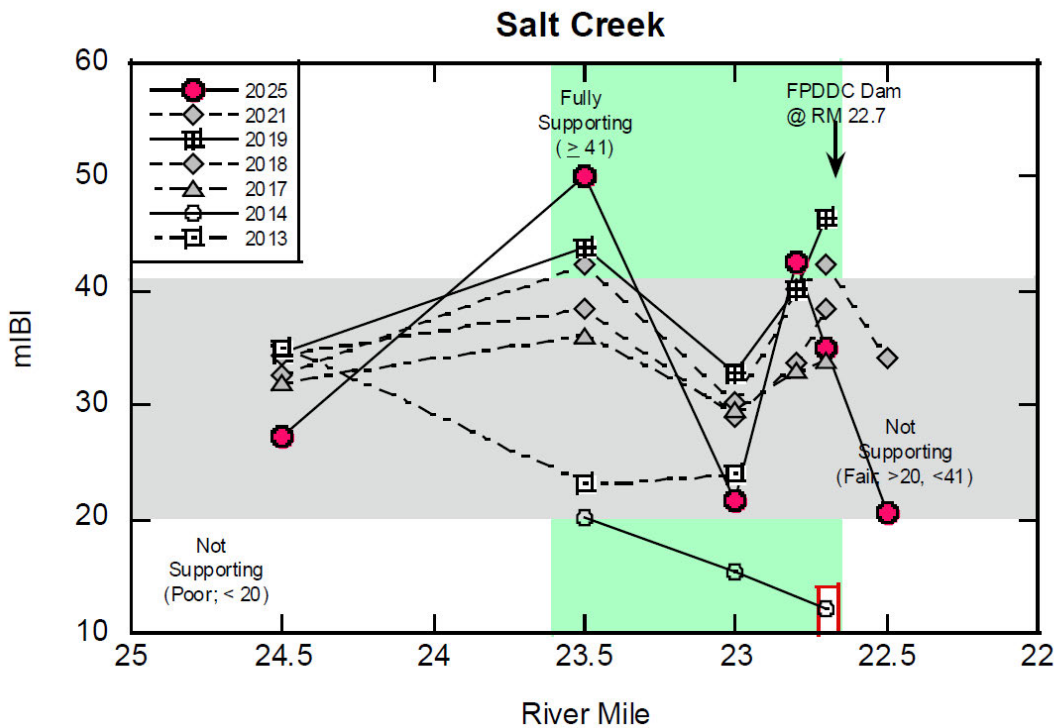 Salt Creek
60
50
40
30
20
10
mIBI
2025
2021
2019
2018
2017
2014
2013
Fully
Supporting
( ≥ 41)
FPDDC Dam
@ RM 22.7
Not
Supporting
(Fair; >20, <41)
Not
Supporting
(Poor; < 20)
25
24.5
24
23.5
23
22.5
22
River Mile